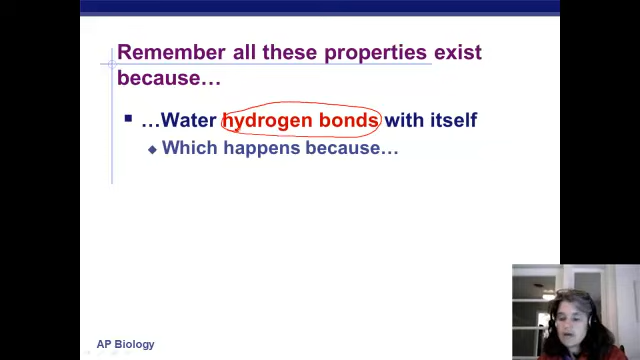 Remember all these properties exist
because…
…Water hydrogen bonds with itself
Which happens because…
AP Biology